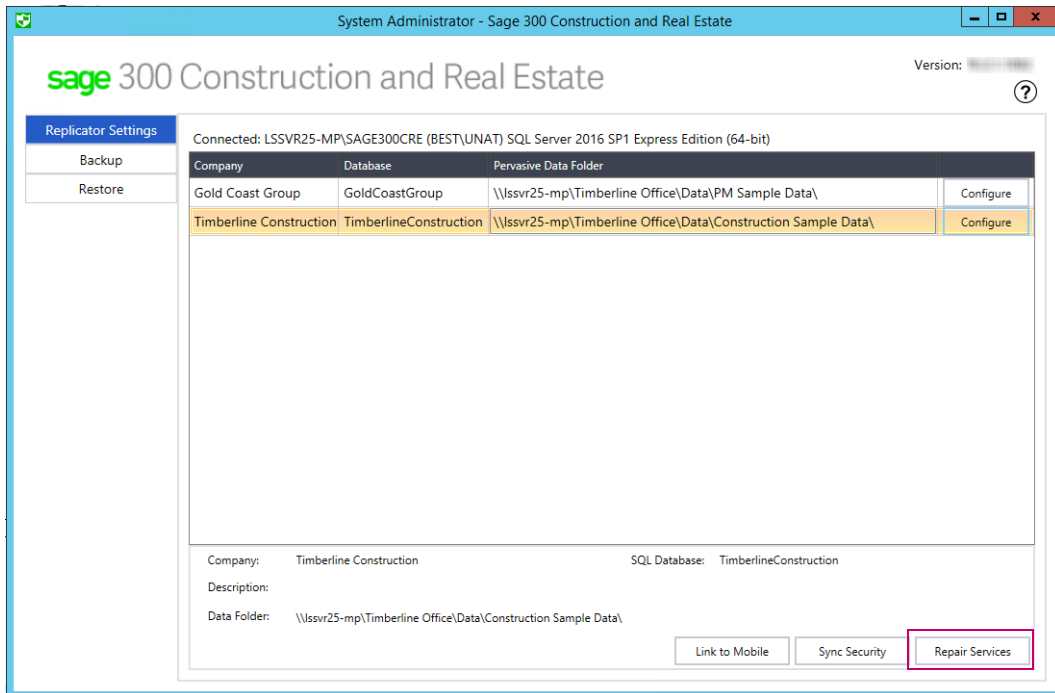 System Administrator - Sage 300 Construction and Real Estate
sage 300 Construction and Real Estate
Version:
?
Replicator Settings
Backup
Restore
Connected: LSSVR25-MP\SAGE300CRE (BEST\UNAT) SQL Server 2016 SP1 Express Edition (64-bit)
Company Database Pervasive Data Folder
Gold Coast Group GoldCoastGroup \\lssvr25-mp\Timberline Office\Data\PM Sample Data\ Configure
Timberline Construction TimberlineConstruction \\lssvr25-mp\Timberline Office\Data\Construction Sample Data\ Configure
Company: Timberline Construction SQL Database: TimberlineConstruction
Description:
Data Folder: \\lssvr25-mp\Timberline Office\Data\Construction Sample Data\
Link to Mobile Sync Security Repair Services